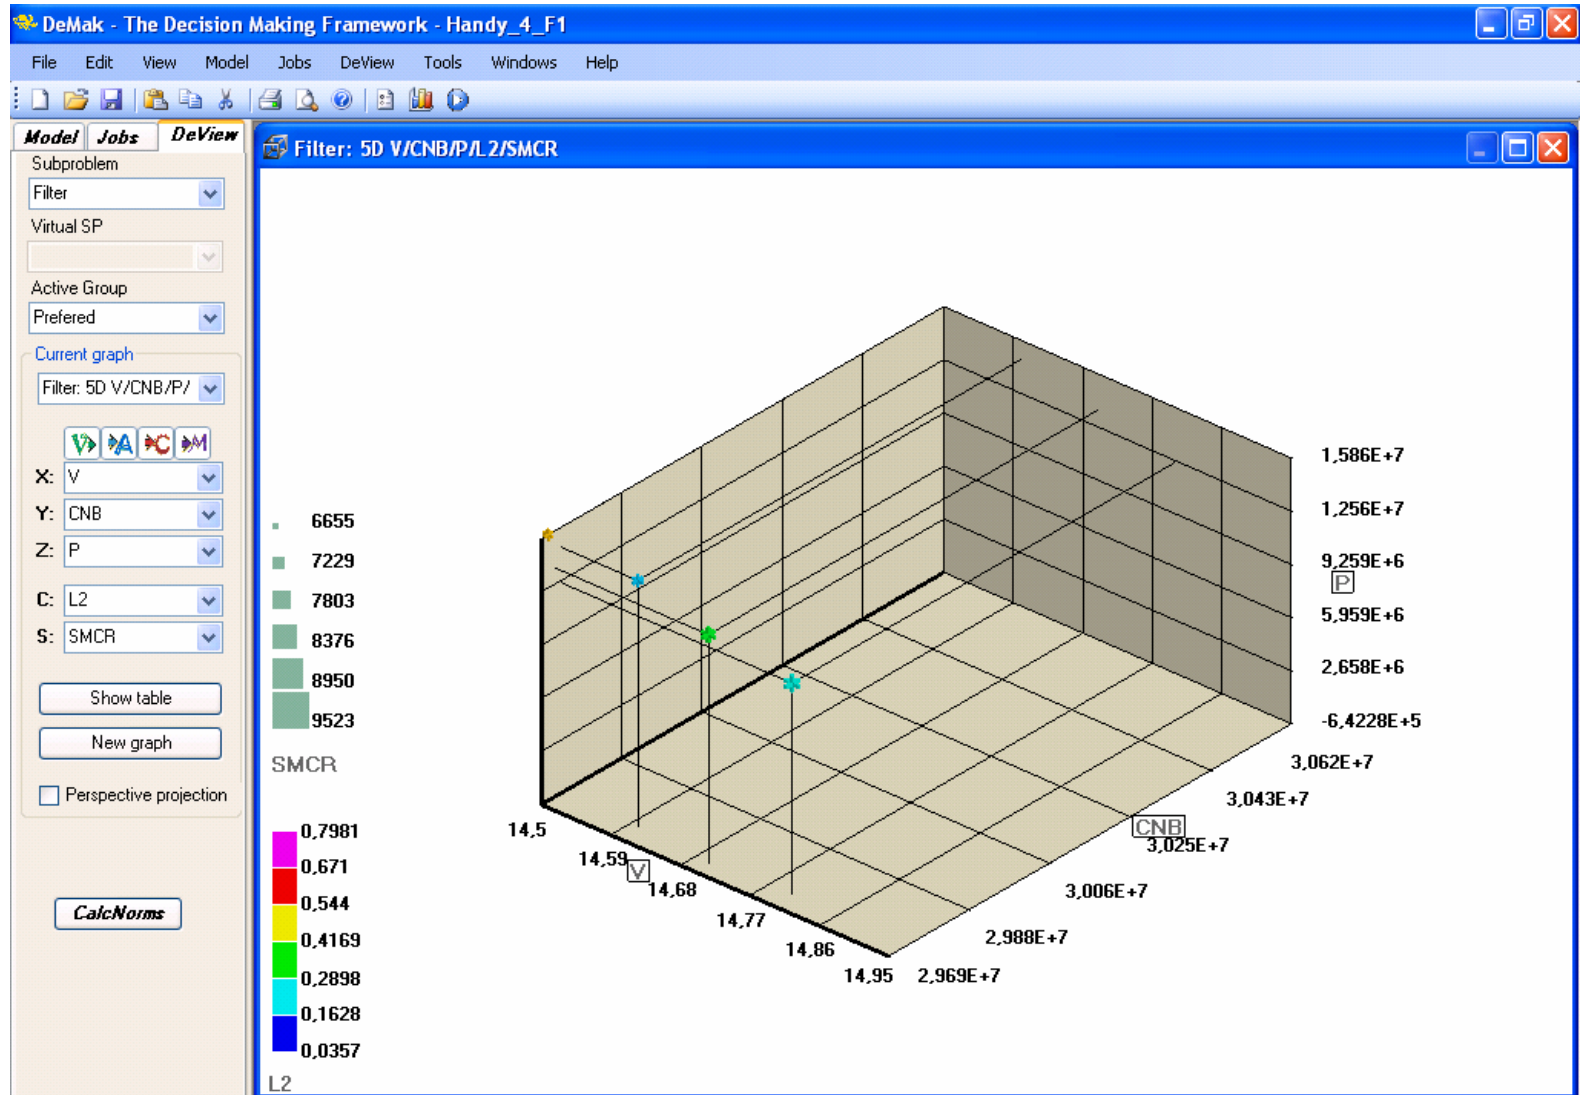 DeMak - The Decision Making Framework - Handy_4_F1
File Edit View Model Jobs DeView Tools Windows Help
Model Jobs DeView
Subproblem
Filter
Virtual SP
Active Group
Prefered
Current graph
Filter: 5D V/CNB/P/
V A C M
X: V
Y: CNB
Z: P
C: L2
S: SMCR
Show table
New graph
Perspective projection
CalcNorms
Filter: 5D V/CNB/P/L2/SMCR
6655
7229
7803
8376
8950
9523
SMCR
0,7981
0,671
0,544
0,4169
0,2898
0,1628
0,0357
L2
1,586E+7
1,256E+7
9,259E+6
P
5,959E+6
2,658E+6
-6,4228E+5
3,062E+7
3,043E+7
CNB
3,025E+7
3,006E+7
2,988E+7
2,969E+7
14,5
14,59
V
14,68
14,77
14,86
14,95